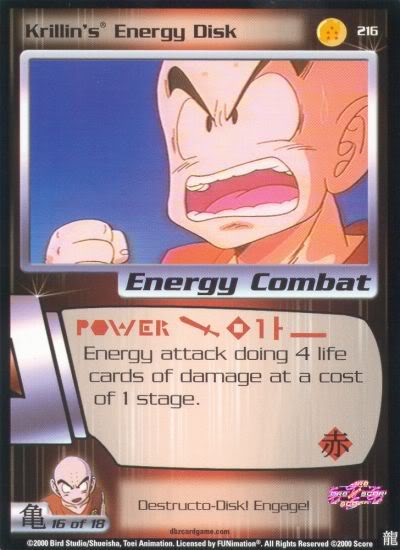 Krillin's® Energy Disk
216
Energy Combat
POWER
Energy attack doing 4 life
cards of damage at a cost
of 1 stage.
赤
亀 16 of 18
Destructo-Disk! Engage!
龍
dbzcardgame.com
©2000 Bird Studio/Shueisha, Toei Animation. Licensed by FUNimation®. All Rights Reserved ©2000 Score